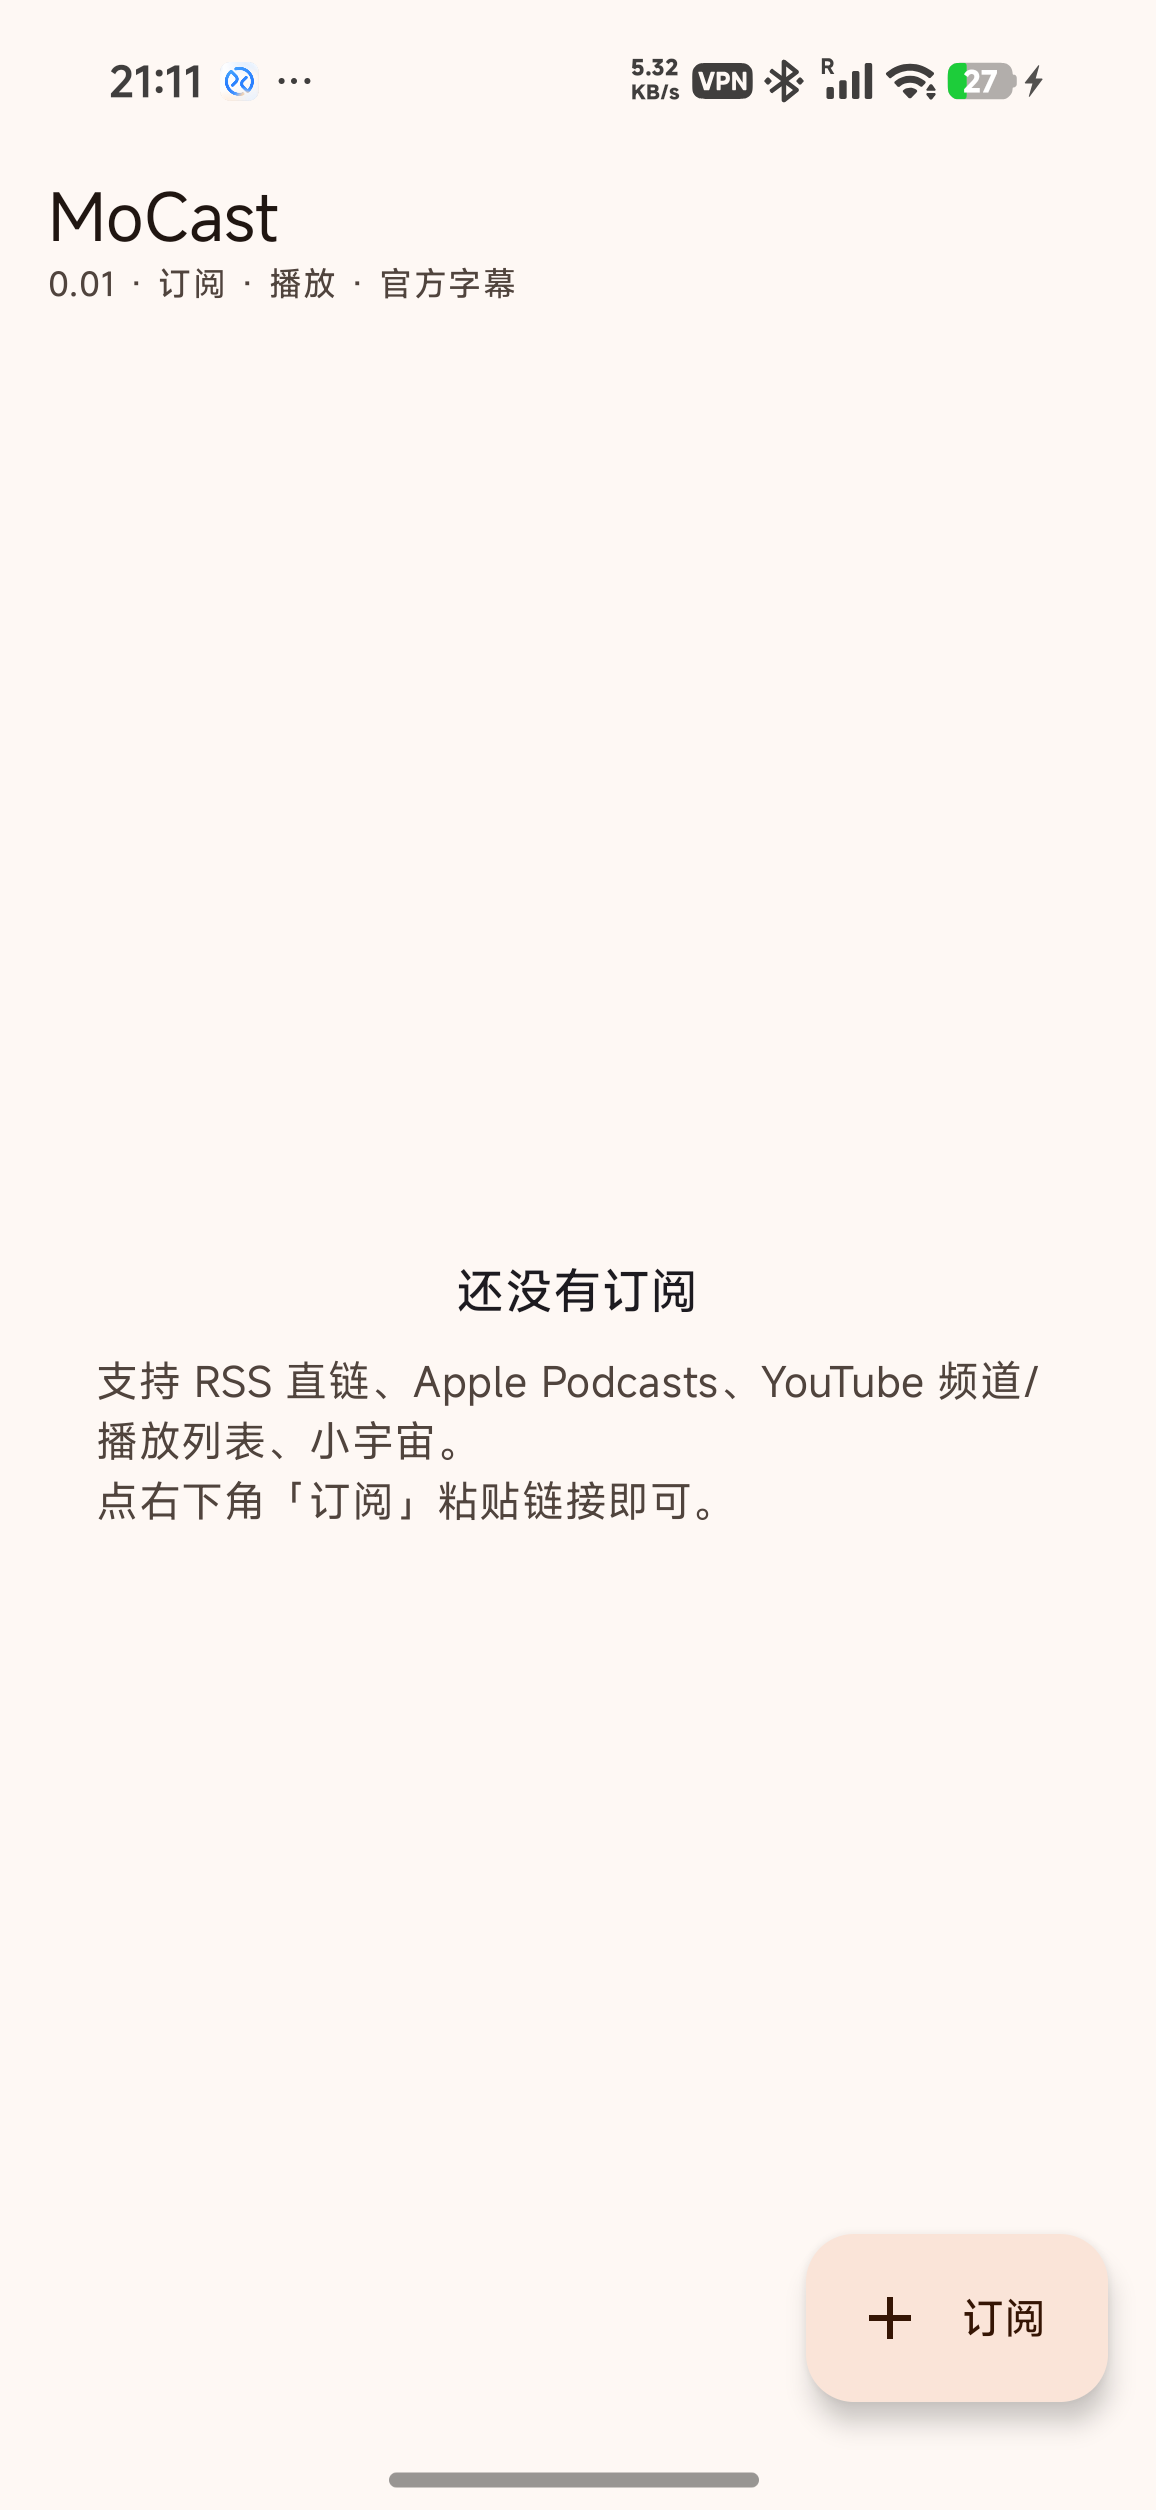 21:11 ...
5.32 KB/s VPN R 27
MoCast
0.01 · 订阅 · 播放 · 官方字幕
还没有订阅
支持 RSS 直链、Apple Podcasts、YouTube 频道/
播放列表、小宇宙。
点右下角「订阅」粘贴链接即可。
+ 订阅